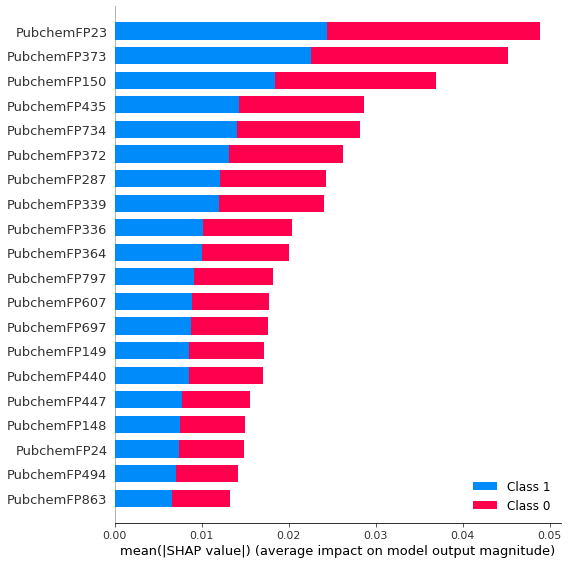 PubchemFP23
PubchemFP373
PubchemFP150
PubchemFP435
PubchemFP734
PubchemFP372
PubchemFP287
PubchemFP339
PubchemFP336
PubchemFP364
PubchemFP797
PubchemFP607
PubchemFP697
PubchemFP149
PubchemFP440
PubchemFP447
PubchemFP148
PubchemFP24
PubchemFP494
PubchemFP863
Class 1
Class 0
0.00 0.01 0.02 0.03 0.04 0.05
mean(|SHAP value|) (average impact on model output magnitude)